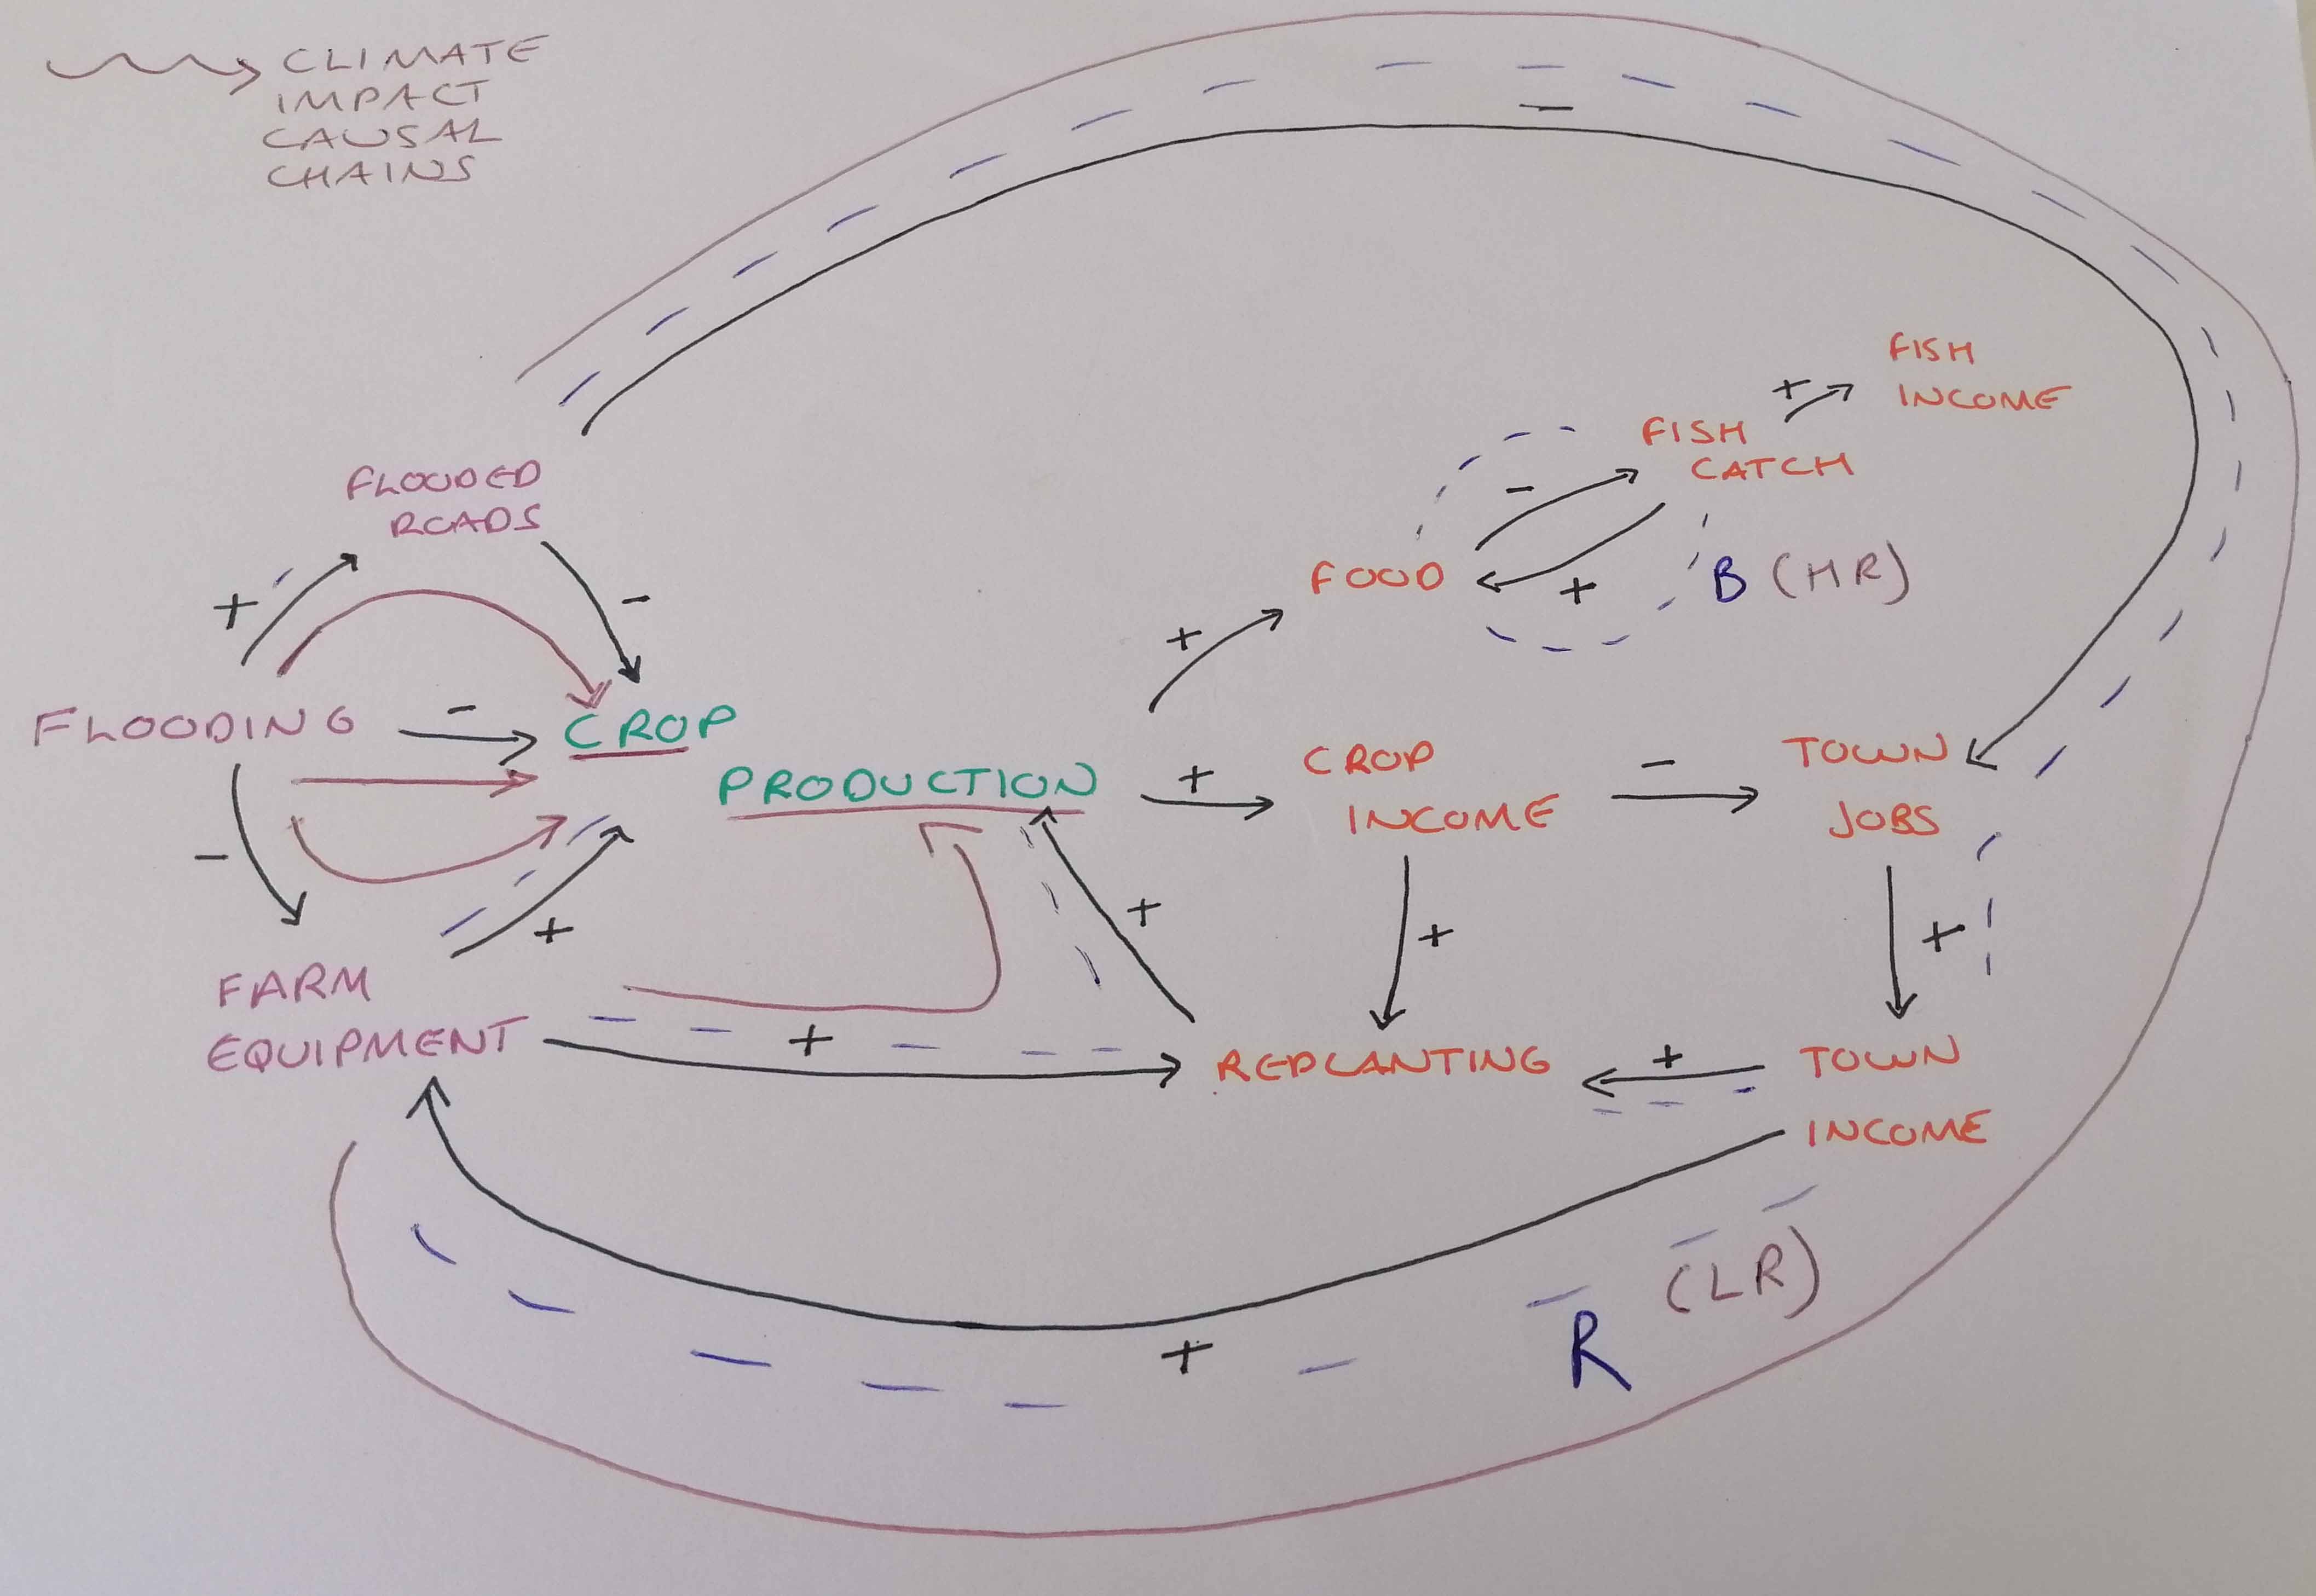 CLIMATE
IMPACT
CAUSAL
CHAINS
-
FISH
INCOME
+
FISH
CATCH
-
FLOODED
ROADS
FOOD
+
B (HR)
+
-
+
FLOODING
-
CROP
PRODUCTION
+
CROP
INCOME
-
TOWN
JOBS
-
+
+
+
+
FARM
EQUIPMENT
+
REPLANTING
+
TOWN
INCOME
(LR)
R
+